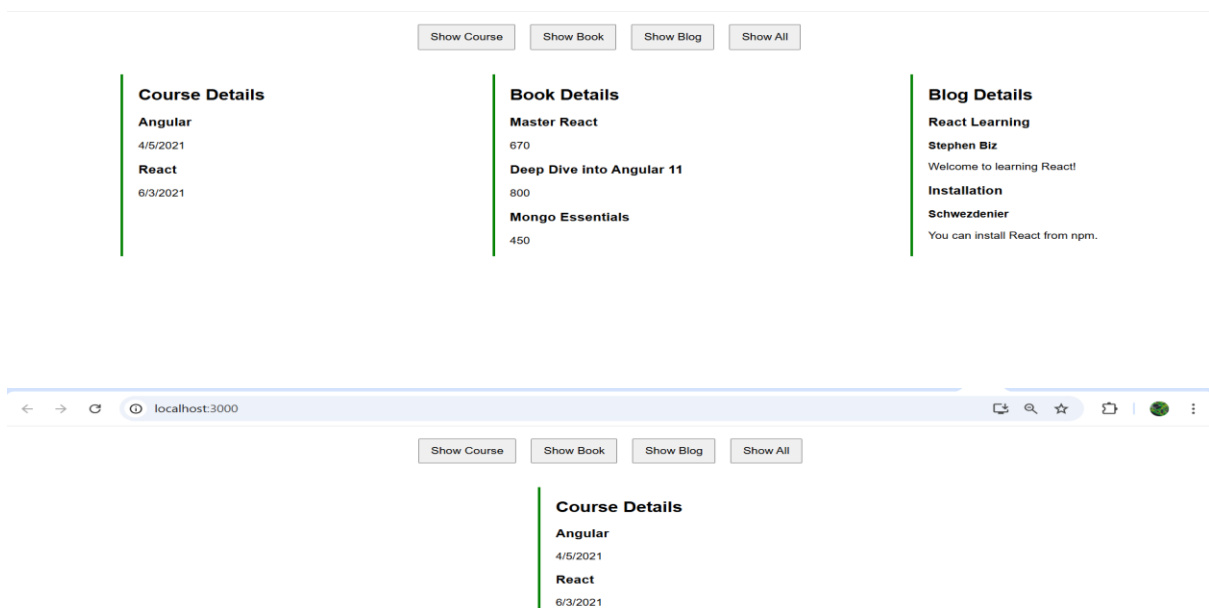 Show Course Show Book Show Blog Show All
Course Details
Angular
4/5/2021
React
6/3/2021
Book Details
Master React
670
Deep Dive into Angular 11
800
Mongo Essentials
450
Blog Details
React Learning
Stephen Biz
Welcome to learning React!
Installation
Schwezdenier
You can install React from npm.
localhost:3000
Show Course Show Book Show Blog Show All
Course Details
Angular
4/5/2021
React
6/3/2021